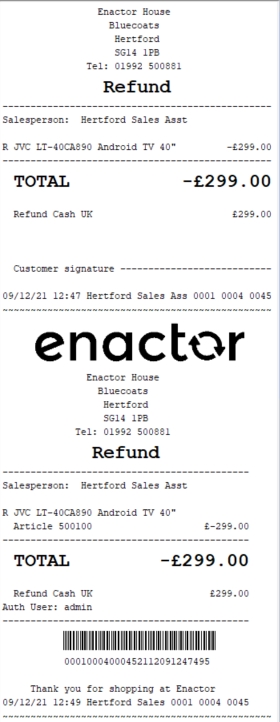 Enactor House
Bluecoats
Hertford
SG14 1PB
Tel: 01992 500881
Refund
--------------------------------------------
Salesperson: Hertford Sales Asst
R JVC LT-40CA890 Android TV 40" -£299.00
--------------------------------------------
TOTAL -£299.00
Refund Cash UK £299.00
Customer signature -------------------------
09/12/21 12:47 Hertford Sales Ass 0001 0004 0045
~~~~~~~~~~~~~~~~~~~~~~~~~~~~~~~~~~~~~~~~~~~~
enactor
Enactor House
Bluecoats
Hertford
SG14 1PB
Tel: 01992 500881
Refund
--------------------------------------------
Salesperson: Hertford Sales Asst
R JVC LT-40CA890 Android TV 40"
Article 500100 £-299.00
--------------------------------------------
TOTAL -£299.00
Refund Cash UK £299.00
Auth User: admin
--------------------------------------------
00010004000452112091247495
Thank you for shopping at Enactor
09/12/21 12:49 Hertford Sales 0001 0004 0045
~~~~~~~~~~~~~~~~~~~~~~~~~~~~~~~~~~~~~~~~~~~~